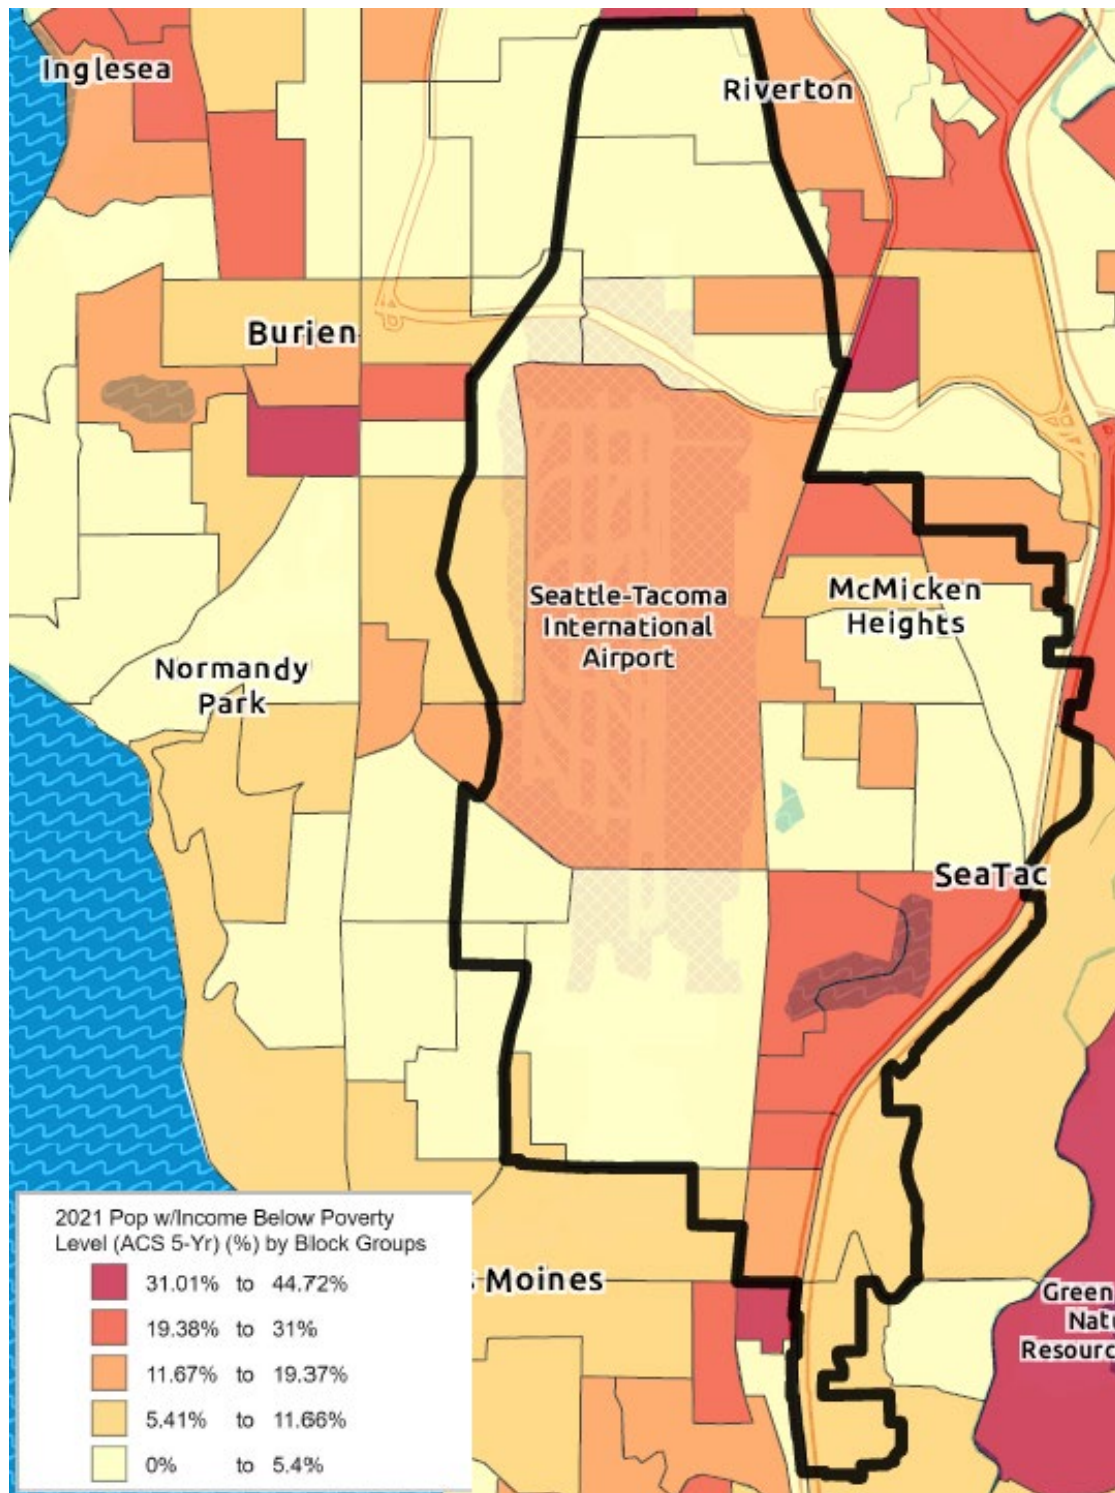 Inglesea
Riverton
Burien
Seattle-Tacoma
International
Airport
McMicken
Heights
Normandy
Park
SeaTac
2021 Pop w/Income Below Poverty
Level (ACS 5-Yr) (%) by Block Groups
31.01% to 44.72%
19.38% to 31%
11.67% to 19.37%
5.41% to 11.66%
0% to 5.4%
s Moines
Green
Natu
Resourc